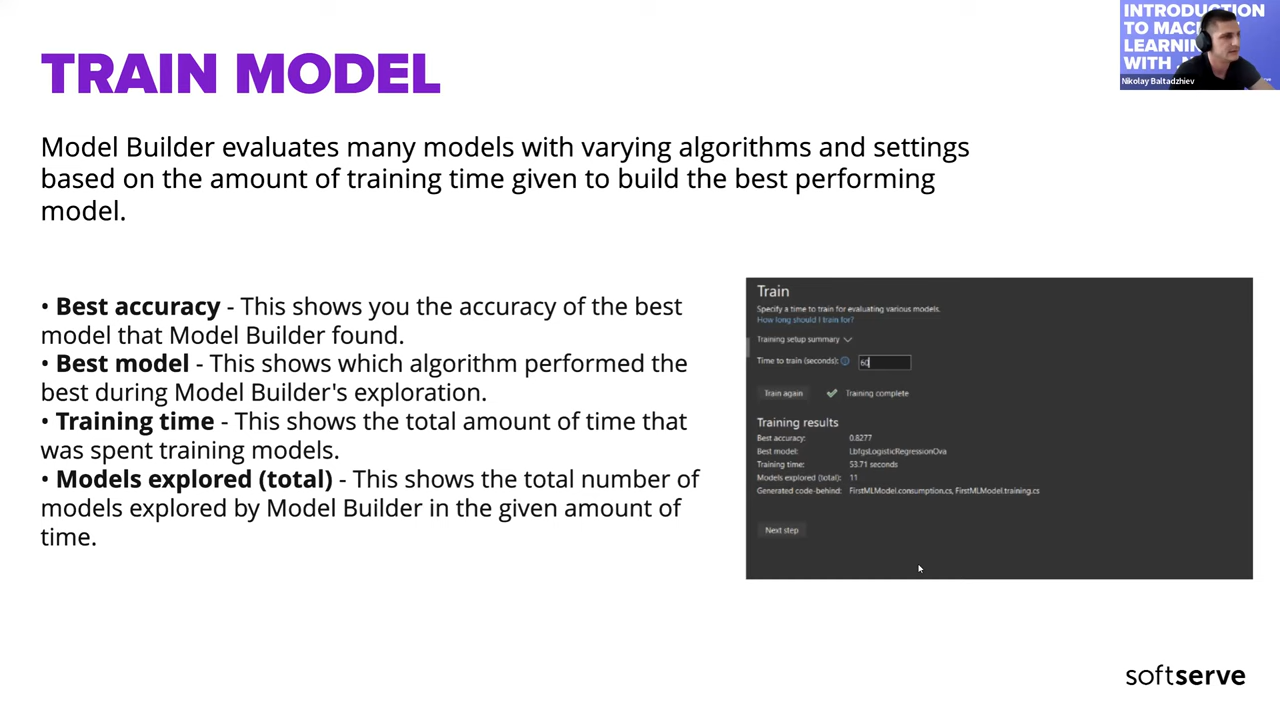 INTRODUCTION
TO
LEARNIN
WITH
Nikolay Baltadzhiev
TRAIN MODEL
Model Builder evaluates many models with varying algorithms and settings
based on the amount of training time given to build the best performing
model.
• Best accuracy - This shows you the accuracy of the best
model that Model Builder found.
• Best model - This shows which algorithm performed the
best during Model Builder's exploration.
• Training time - This shows the total amount of time that
was spent training models.
• Models explored (total) - This shows the total number of
models explored by Model Builder in the given amount of
time.
Train
Specify a time to train for evaluating various models.
How long should I train for?
Training setup summary
Time to train (seconds): 60
Train again Training complete
Training results
Best accuracy: 0.8277
Best model: LbfgsLogisticRegressionOva
Training time: 53.71 seconds
Models explored (total): 11
Generated code-behind: FirstMLModel.consumption.cs, FirstMLModel.training.cs
Next step
softserve